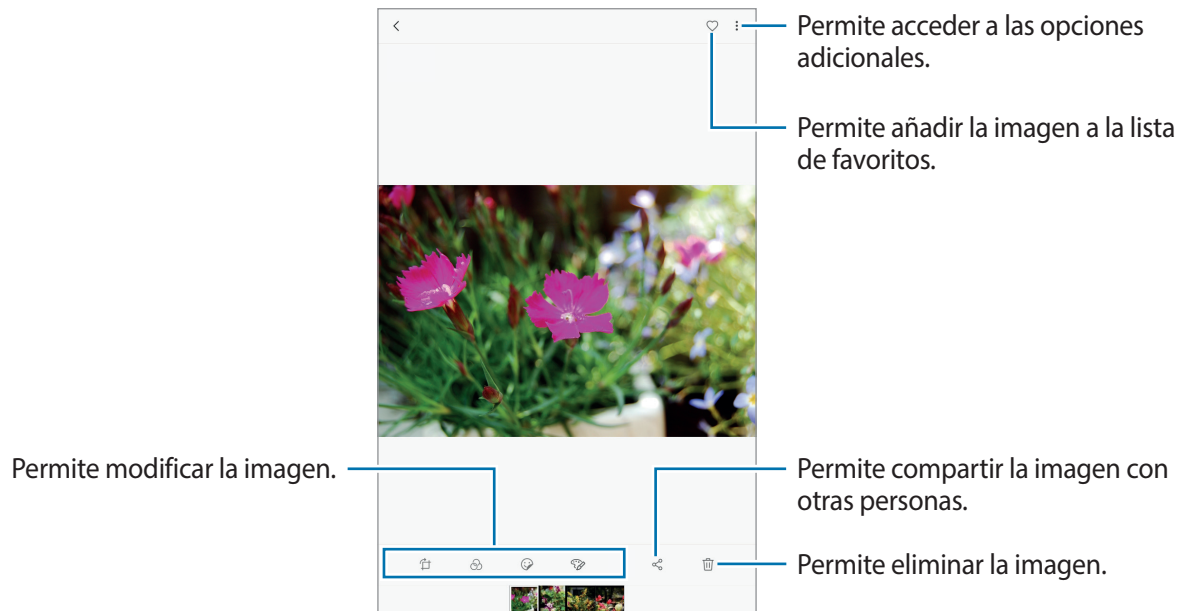 Permite acceder a las opciones
adicionales.
Permite añadir la imagen a la lista
de favoritos.
Permite modificar la imagen.
Permite compartir la imagen con
otras personas.
Permite eliminar la imagen.